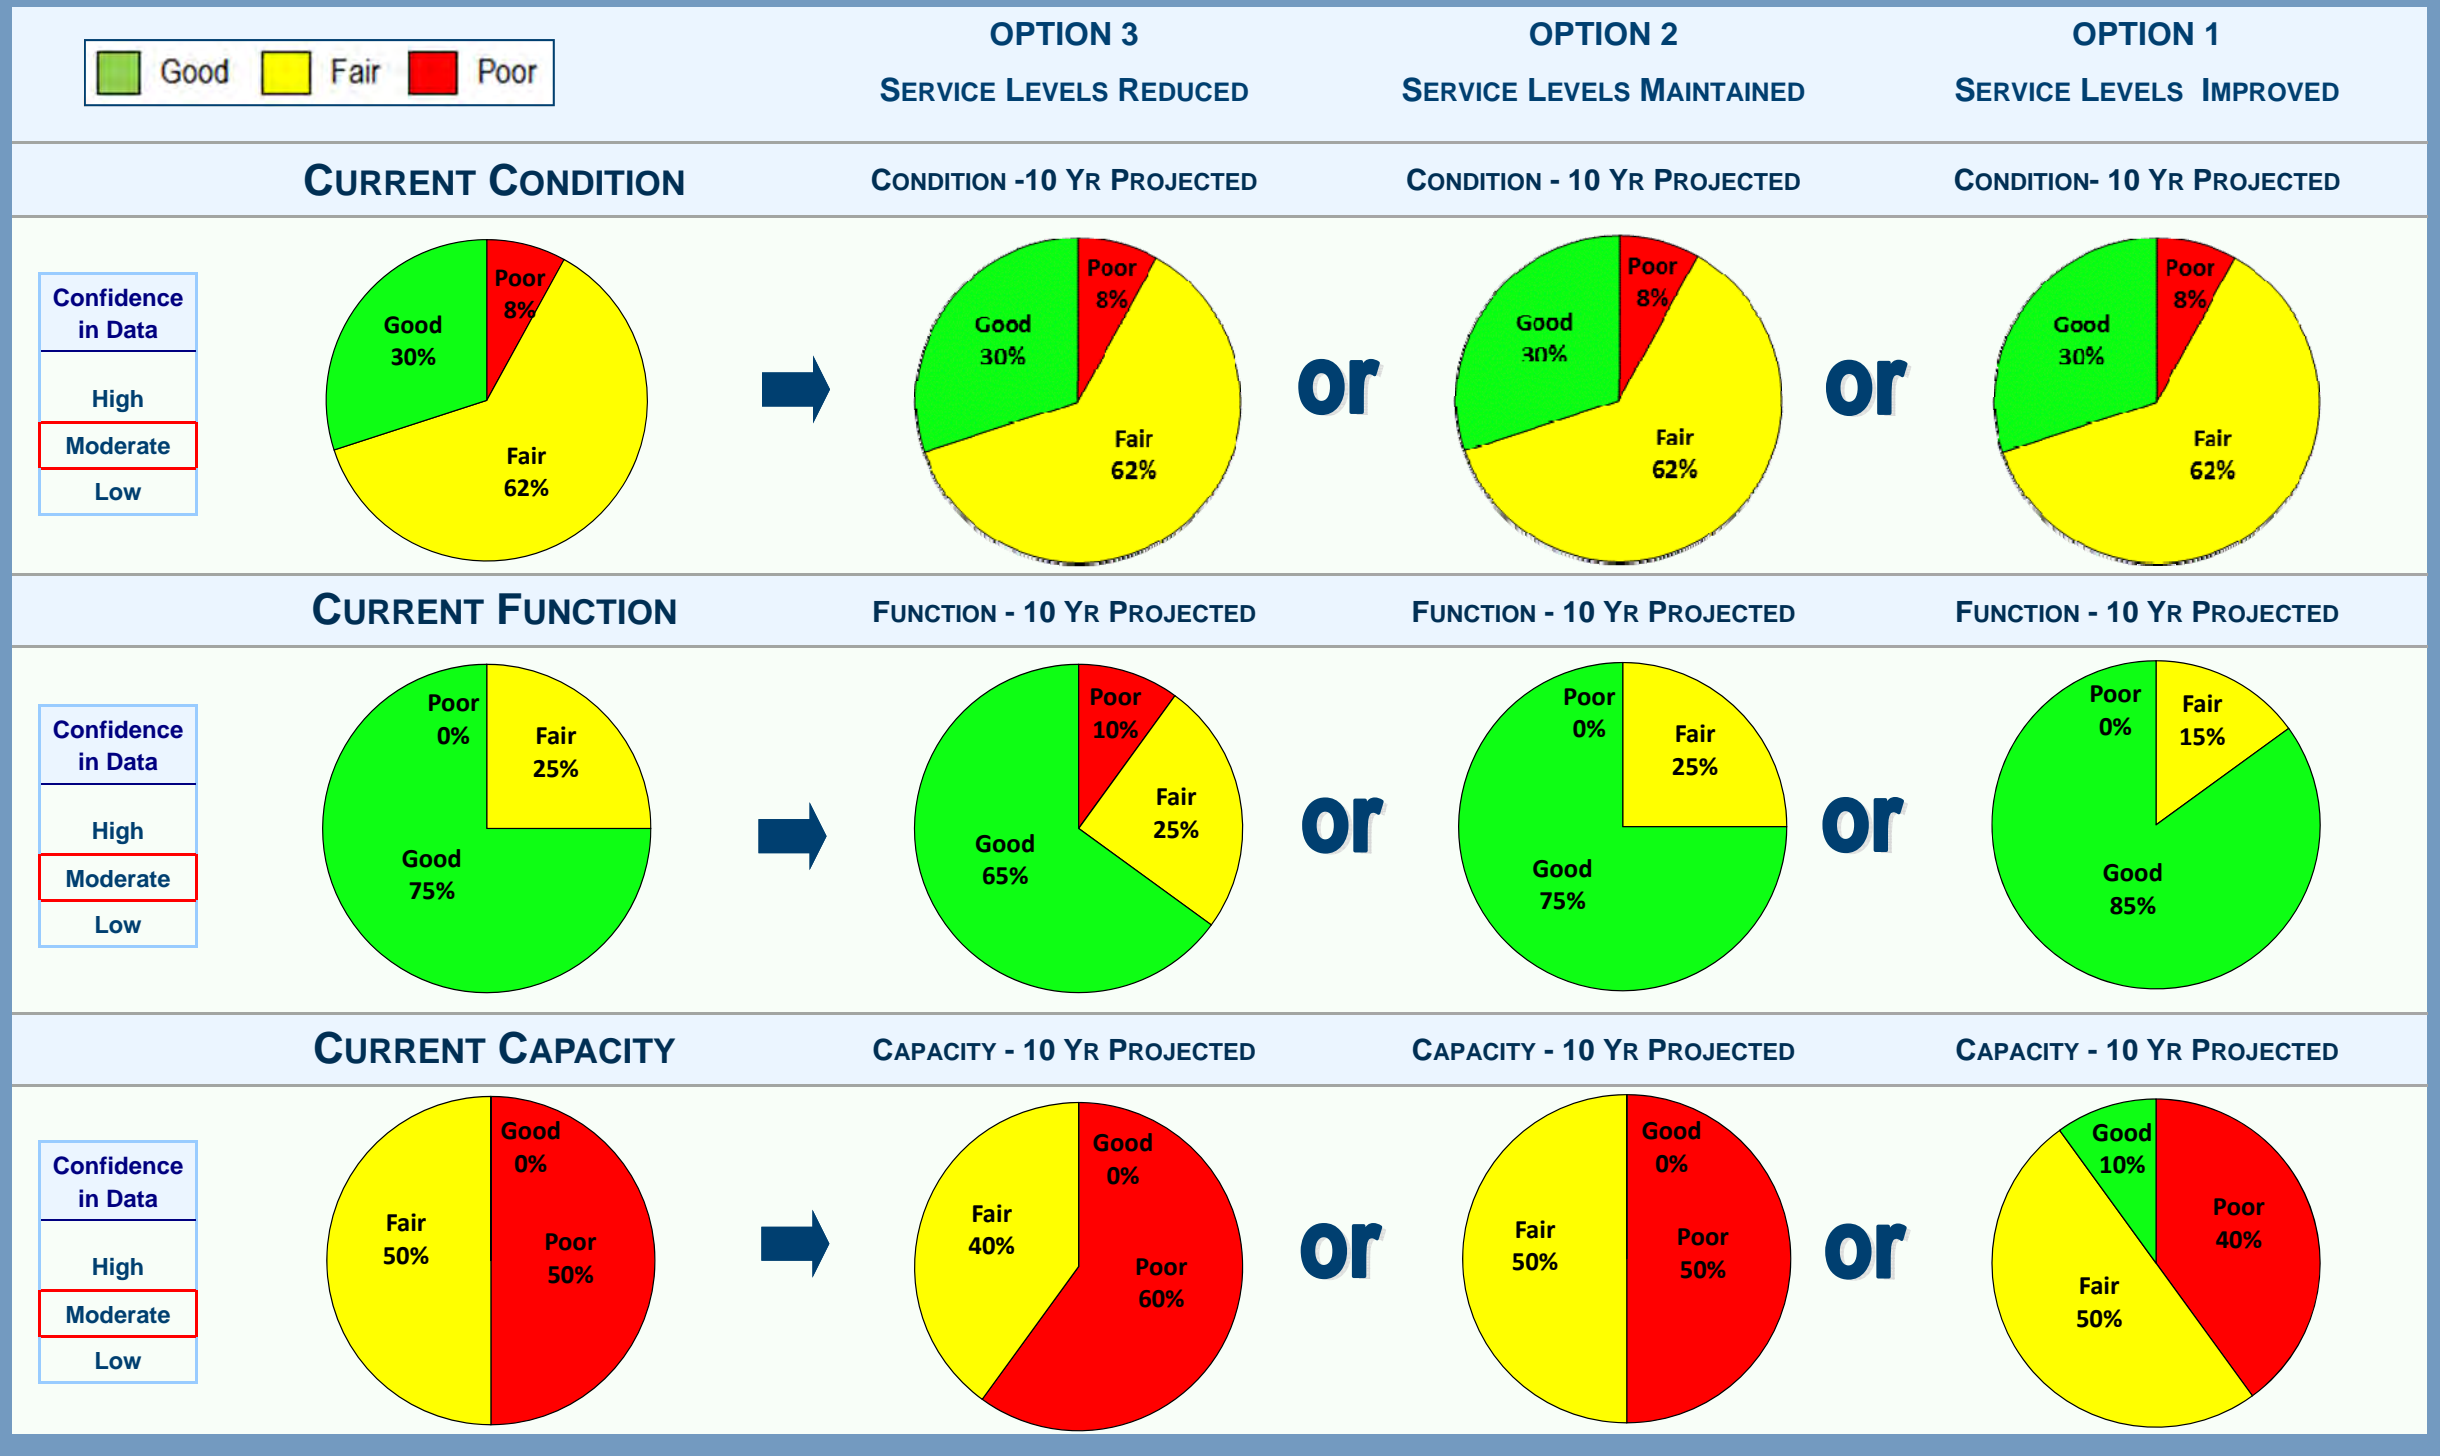 Good Fair Poor
OPTION 3
SERVICE LEVELS REDUCED
OPTION 2
SERVICE LEVELS MAINTAINED
OPTION 1
SERVICE LEVELS IMPROVED
CURRENT CONDITION
CONDITION -10 YR PROJECTED
CONDITION - 10 YR PROJECTED
CONDITION- 10 YR PROJECTED
Confidence
in Data
High
Moderate
Low
Poor
8%
Good
30%
Fair
62%
Poor
8%
Good
30%
Fair
62%
or
Poor
8%
Good
30%
Fair
62%
or
Poor
8%
Good
30%
Fair
62%
CURRENT FUNCTION
FUNCTION - 10 YR PROJECTED
FUNCTION - 10 YR PROJECTED
FUNCTION - 10 YR PROJECTED
Confidence
in Data
High
Moderate
Low
Poor
0%
Fair
25%
Good
75%
Poor
10%
Fair
25%
Good
65%
or
Poor
0%
Fair
25%
Good
75%
or
Poor
0%
Fair
15%
Good
85%
CURRENT CAPACITY
CAPACITY - 10 YR PROJECTED
CAPACITY - 10 YR PROJECTED
CAPACITY - 10 YR PROJECTED
Confidence
in Data
High
Moderate
Low
Good
0%
Fair
50%
Poor
50%
Good
0%
Fair
40%
Poor
60%
or
Good
0%
Fair
50%
Poor
50%
or
Good
10%
Poor
40%
Fair
50%